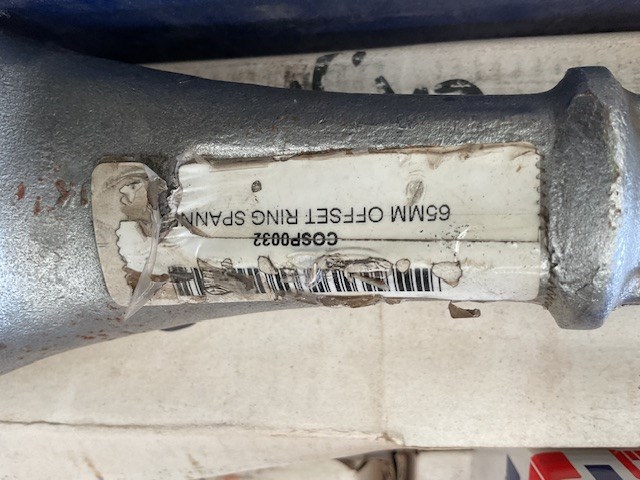 65MM OFFSET RING SPANN
COSP0032